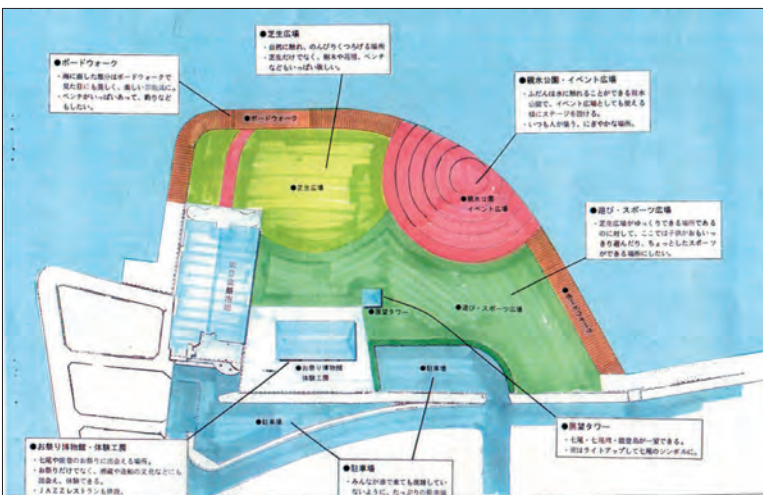 ●ボードウォーク
・海に面した部分はボードウォークで
見た目にも美しく、楽しい
・ベンチがいっぱいあって、釣りなど
もしたい。
●芝生広場
・自然に触れ、のんびりくつろげる場所
・芝生だけでなく、樹木や花壇、ベンチ
などもいっぱい欲しい。
●親水公園・イベント広場
・ふだんは水に触れることができる親水
公園で、イベント広場としても使える
様にステージを設ける。
・いつも人が集う、にぎやかな場所。
●遊び・スポーツ広場
・芝生広場がゆっくりできる場所である
のに対して、ここでは子供がおもいっ
きり遊んだり、ちょっとしたスポーツ
ができる場所にしたい。
●ボードウォーク
●芝生広場
●親水公園
イベント広場
●遊び・スポーツ広場
●ボードウォーク
●展望タワー
●お祭り博物館
体験工房
●駐車場
●駐車場
●お祭り博物館・体験工房
・七尾や能登のお祭りに出会える場所。
・お祭りだけでなく、酒蔵や造船の文化などにも
出会え、体験できる。
・JAZZレストランも併設。
●駐車場
・みんなが車で来ても混雑してい
ないように、たっぷりの駐車場
●展望タワー
・七尾・七尾湾・能登島が一望できる。
・夜はライトアップして七尾のシンボルに。